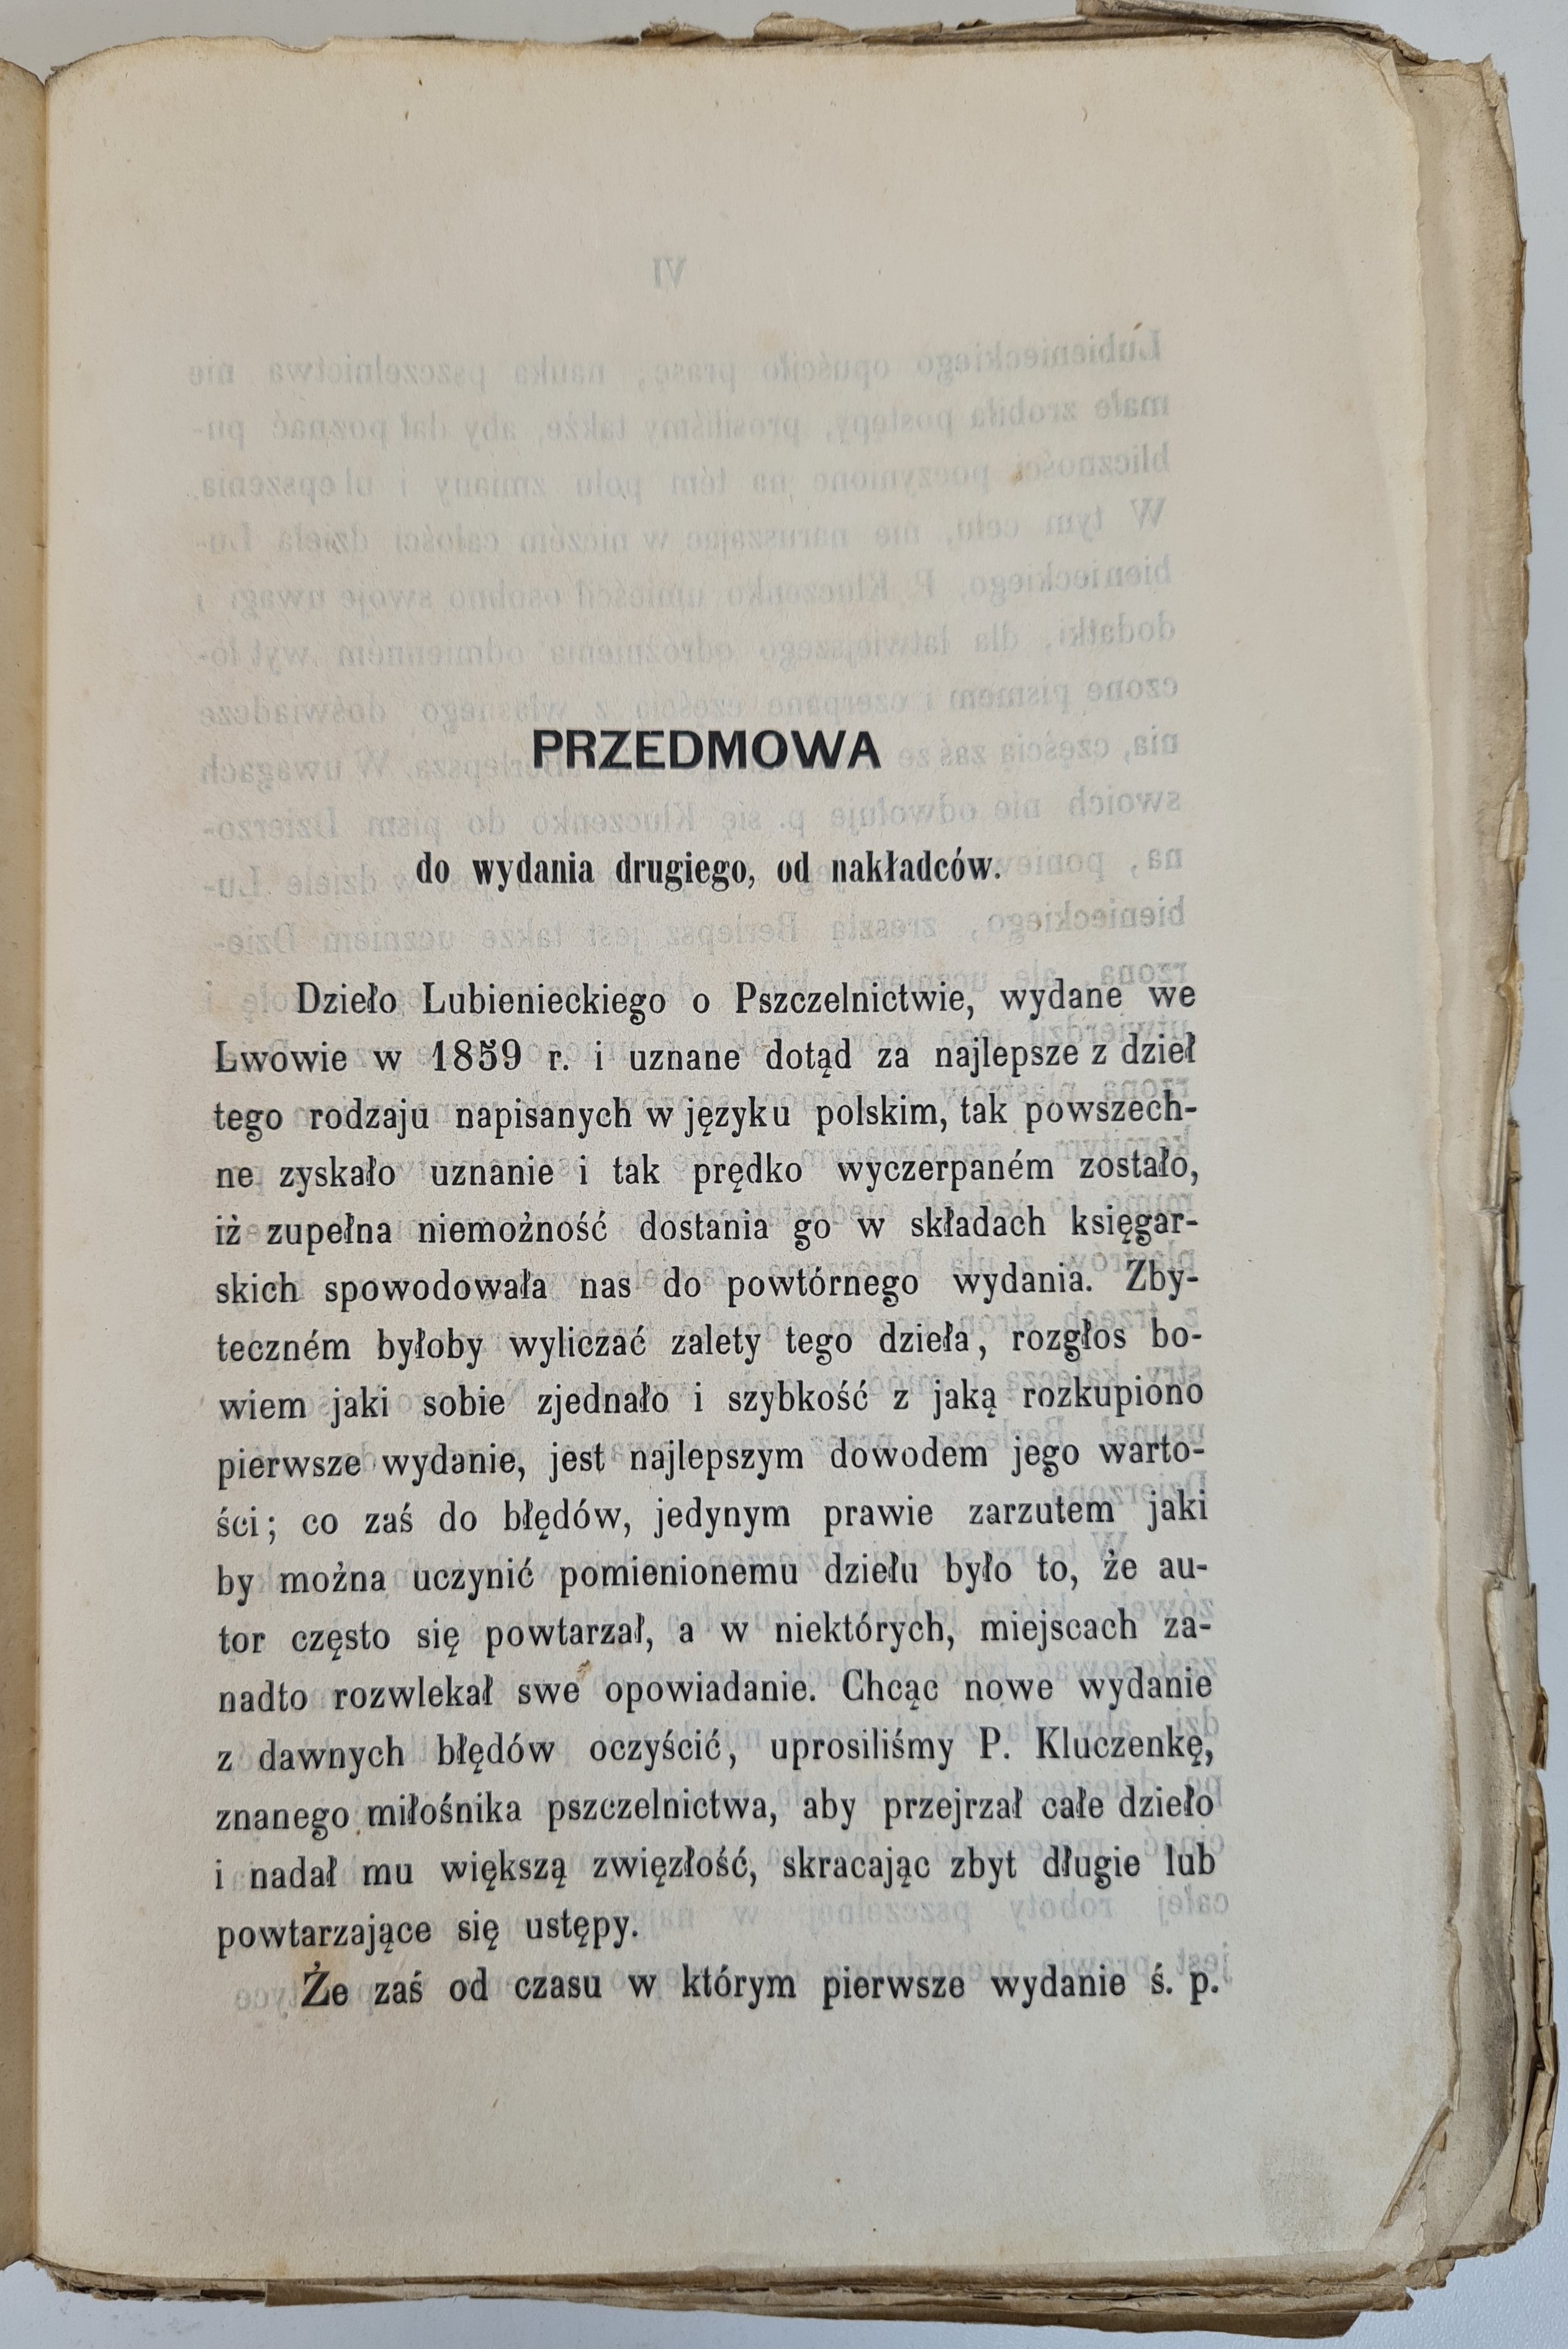 PRZEDMOWA
do wydania drugiego, od nakładców.
Dzieło Lubienieckiego o Pszczelnictwie, wydane we
Lwowie w 1859 r. i uznane dotąd za najlepsze z dzieł
tego rodzaju napisanych w języku polskim, tak powszech-
ne zyskało uznanie i tak prędko wyczerpaném zostało,
iż zupełna niemożność dostania go w składach księgar-
skich spowodowała nas do powtórnego wydania. Zby-
teczném byłoby wyliczać zalety tego dzieła, rozgłos bo-
wiem jaki sobie zjednało i szybkość z jaką rozkupiono
pierwsze wydanie, jest najlepszym dowodem jego warto-
ści; co zaś do błędów, jedynym prawie zarzutem jaki
by można uczynić pomienionemu dziełu było to, że au-
tor często się powtarzał, a w niektórych, miejscach za-
nadto rozwlekał swe opowiadanie. Chcąc nowe wydanie
z dawnych błędów oczyścić, uprosiliśmy P. Kluczenkę,
znanego miłośnika pszczelnictwa, aby przejrzał całe dzieło
i nadał mu większą zwięzłość, skracając zbyt długie lub
powtarzające się ustępy.
Że zaś od czasu w którym pierwsze wydanie ś. p.